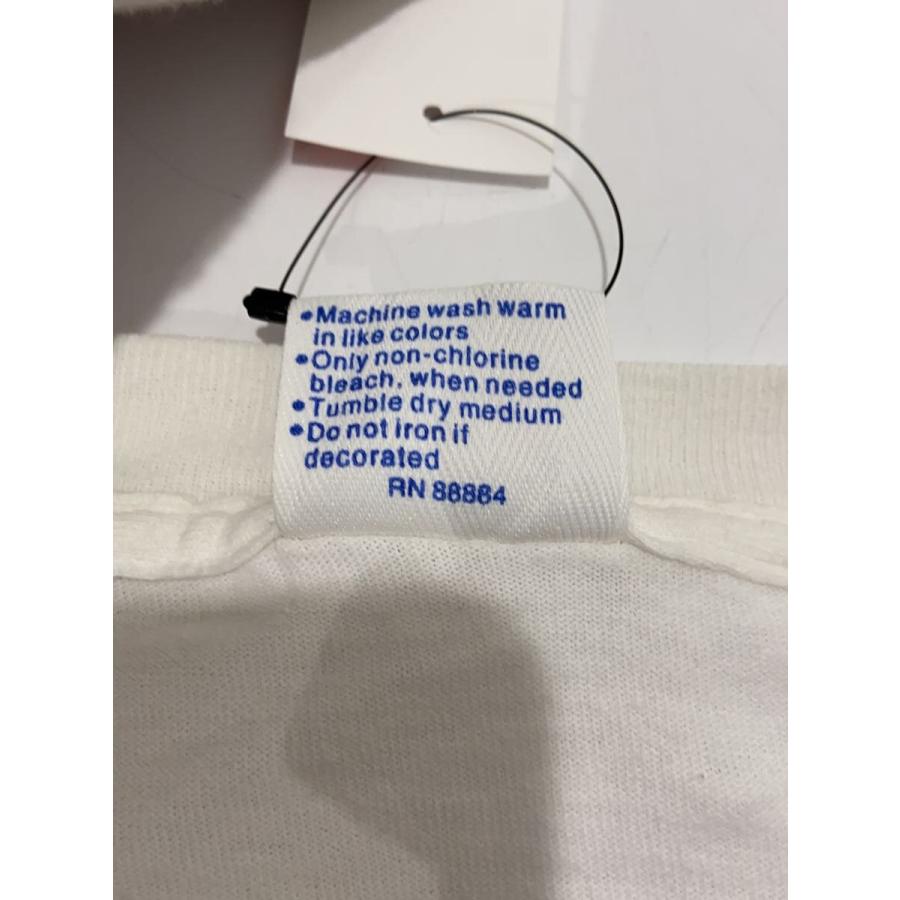 •Machine wash warm
in like colors
•Only non-chlorine
bleach, when needed
•Tumble dry medium
•Do not iron if
decorated
RN 88884